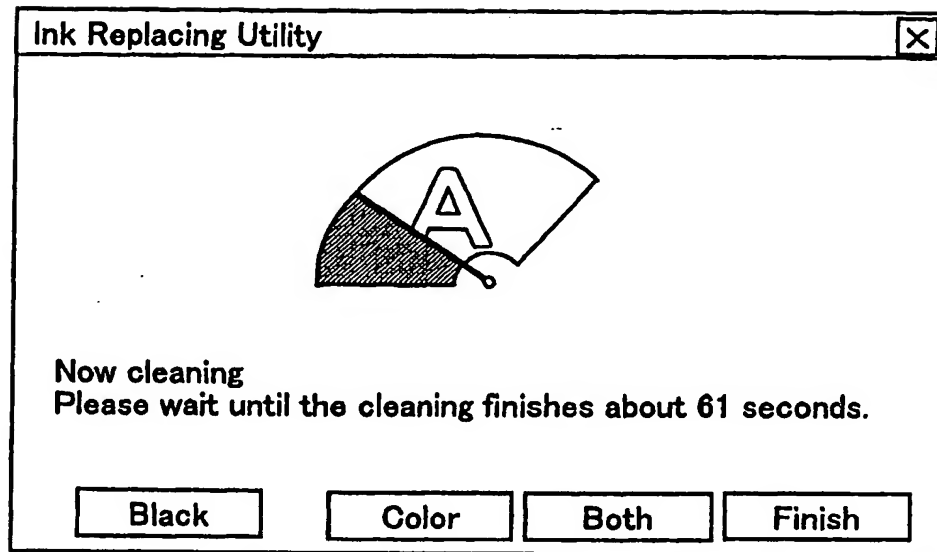 Ink Replacing Utility
A
Now cleaning
Please wait until the cleaning finishes about 61 seconds.
Black Color Both Finish